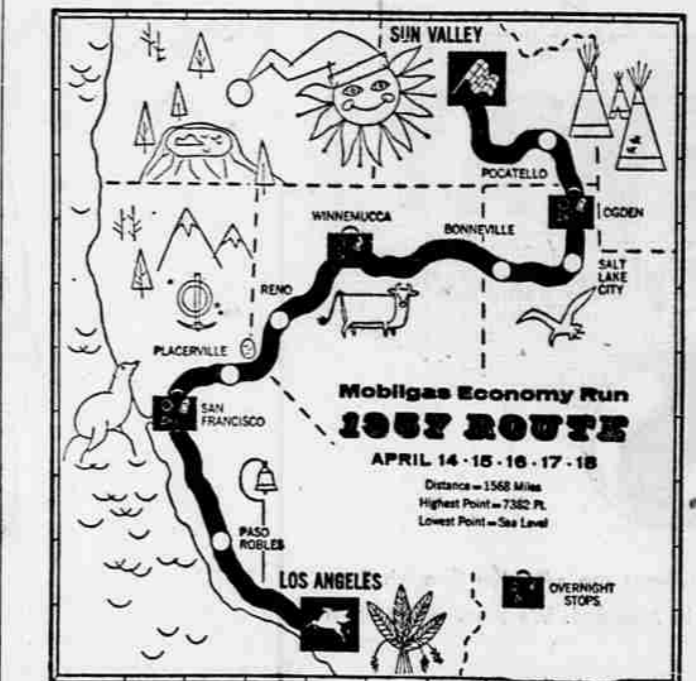 SUN VALLEY
POCATELLO
OGDEN
WINNEMUCCA
BONNEVILLE
SALT
LAKE
CITY
RENO
PLACERVILLE
SAN
FRANCISCO
Mobilgas Economy Run
1957 ROUTE
APRIL 14 - 15 - 16 - 17 - 18
Distance = 1568 Miles
Highest Point = 7382 Ft.
Lowest Point = Sea Level
PASO
ROBLES
LOS ANGELES
OVERNIGHT
STOPS